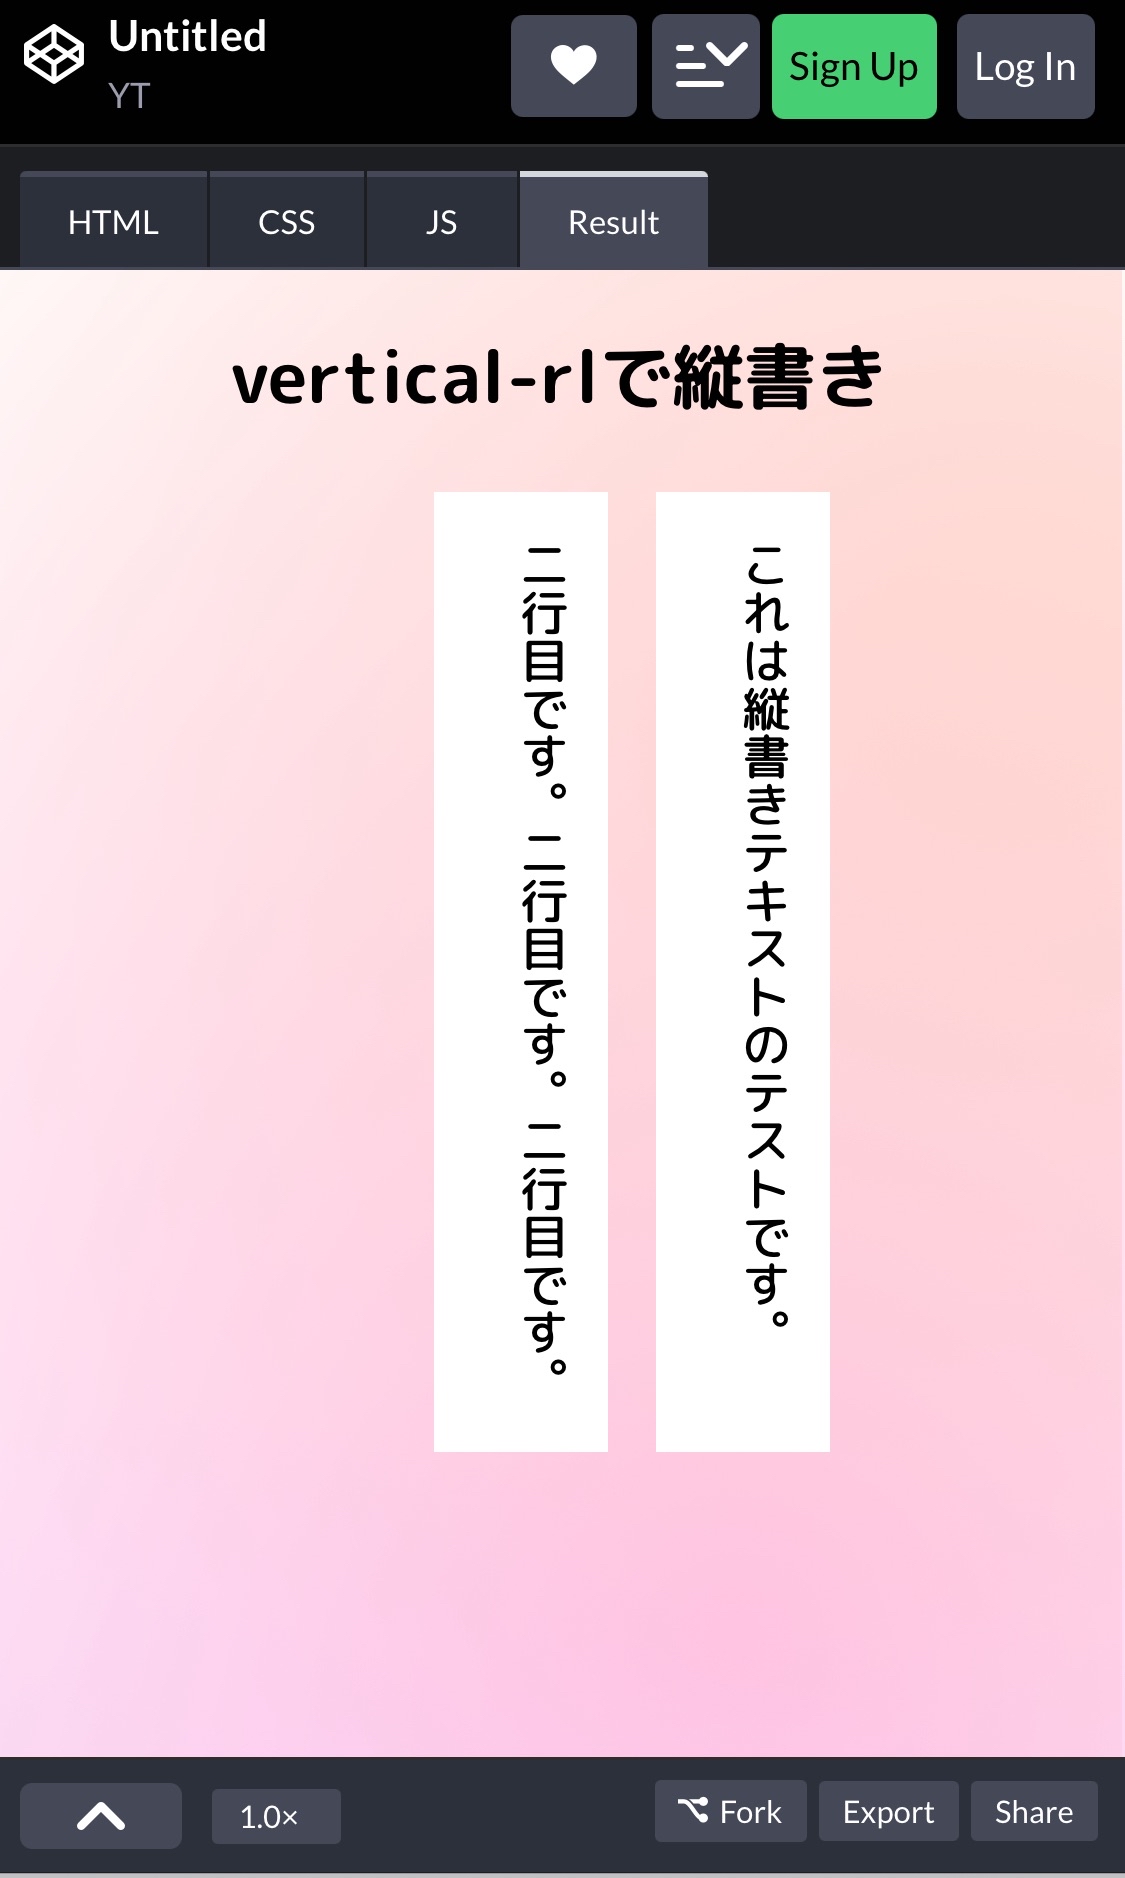 Untitled
YT
Sign Up
Log In
HTML
CSS
JS
Result
vertical-rlで縦書き
これは縦書きテキストのテストです。
二行目です。二行目です。二行目です。
1.0×
Fork
Export
Share